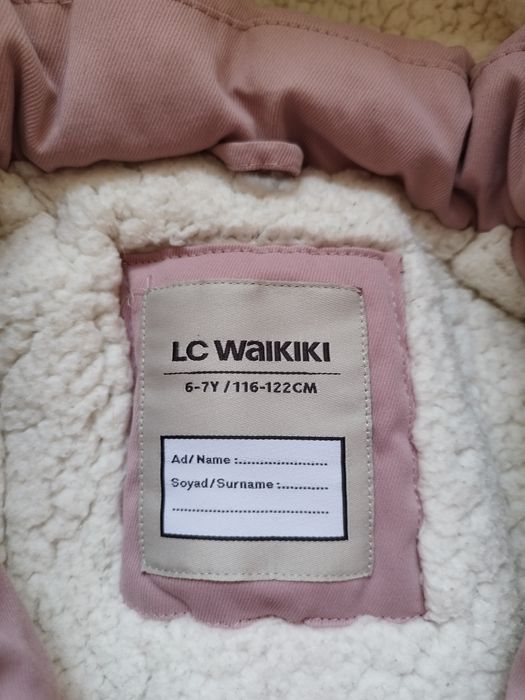 LC WAIKIKI
6-7Y / 116-122CM
Ad/Name :......................
Soyad/Surname :............
.......................................